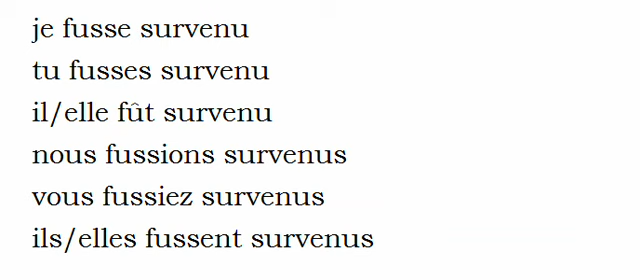 je fusse survenu
tu fusses survenu
il/elle fût survenu
nous fussions survenus
vous fussiez survenus
ils/elles fussent survenus